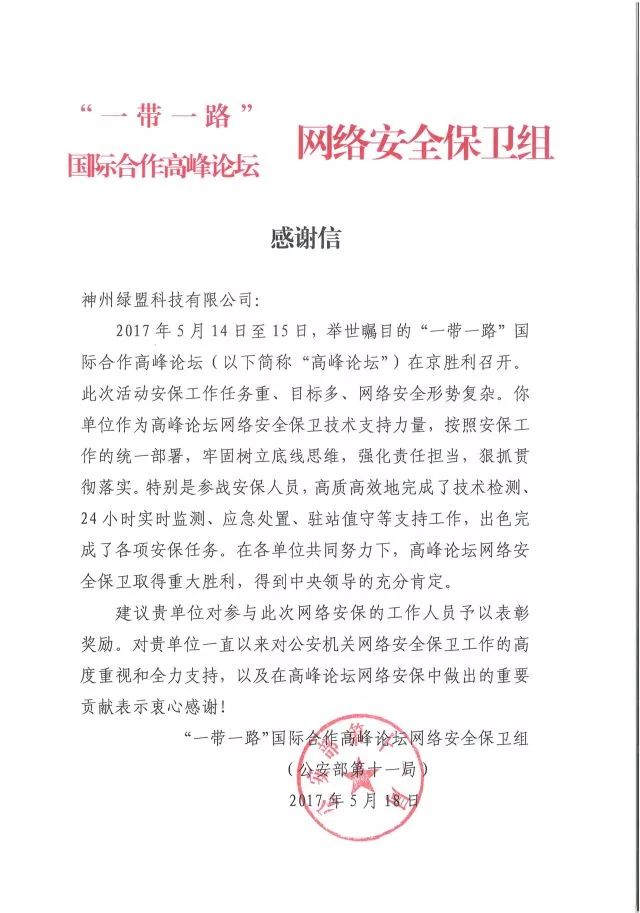 “一带一路”
国际合作高峰论坛
网络安全保卫组
感谢信
神州绿盟科技有限公司：
2017 年 5 月 14 日至 15 日，举世瞩目的“一带一路”国
际合作高峰论坛（以下简称“高峰论坛”）在京胜利召开。
此次活动安保工作任务重、目标多、网络安全形势复杂。你
单位作为高峰论坛网络安全保卫技术支持力量，按照安保工
作的统一部署，牢固树立底线思维，强化责任担当，狠抓贯
彻落实。特别是参战安保人员，高质高效地完成了技术检测、
24 小时实时监测、应急处置、驻站值守等支持工作，出色完
成了各项安保任务。在各单位共同努力下，高峰论坛网络安
全保卫取得重大胜利，得到中央领导的充分肯定。
建议贵单位对参与此次网络安保的工作人员予以表彰
奖励。对贵单位一直以来对公安机关网络安全保卫工作的高
度重视和全力支持，以及在高峰论坛网络安保中做出的重要
贡献表示衷心感谢！
“一带一路”国际合作高峰论坛网络安全保卫组
（公安部第十一局）
2017 年 5 月 18 日
公安部第十一局